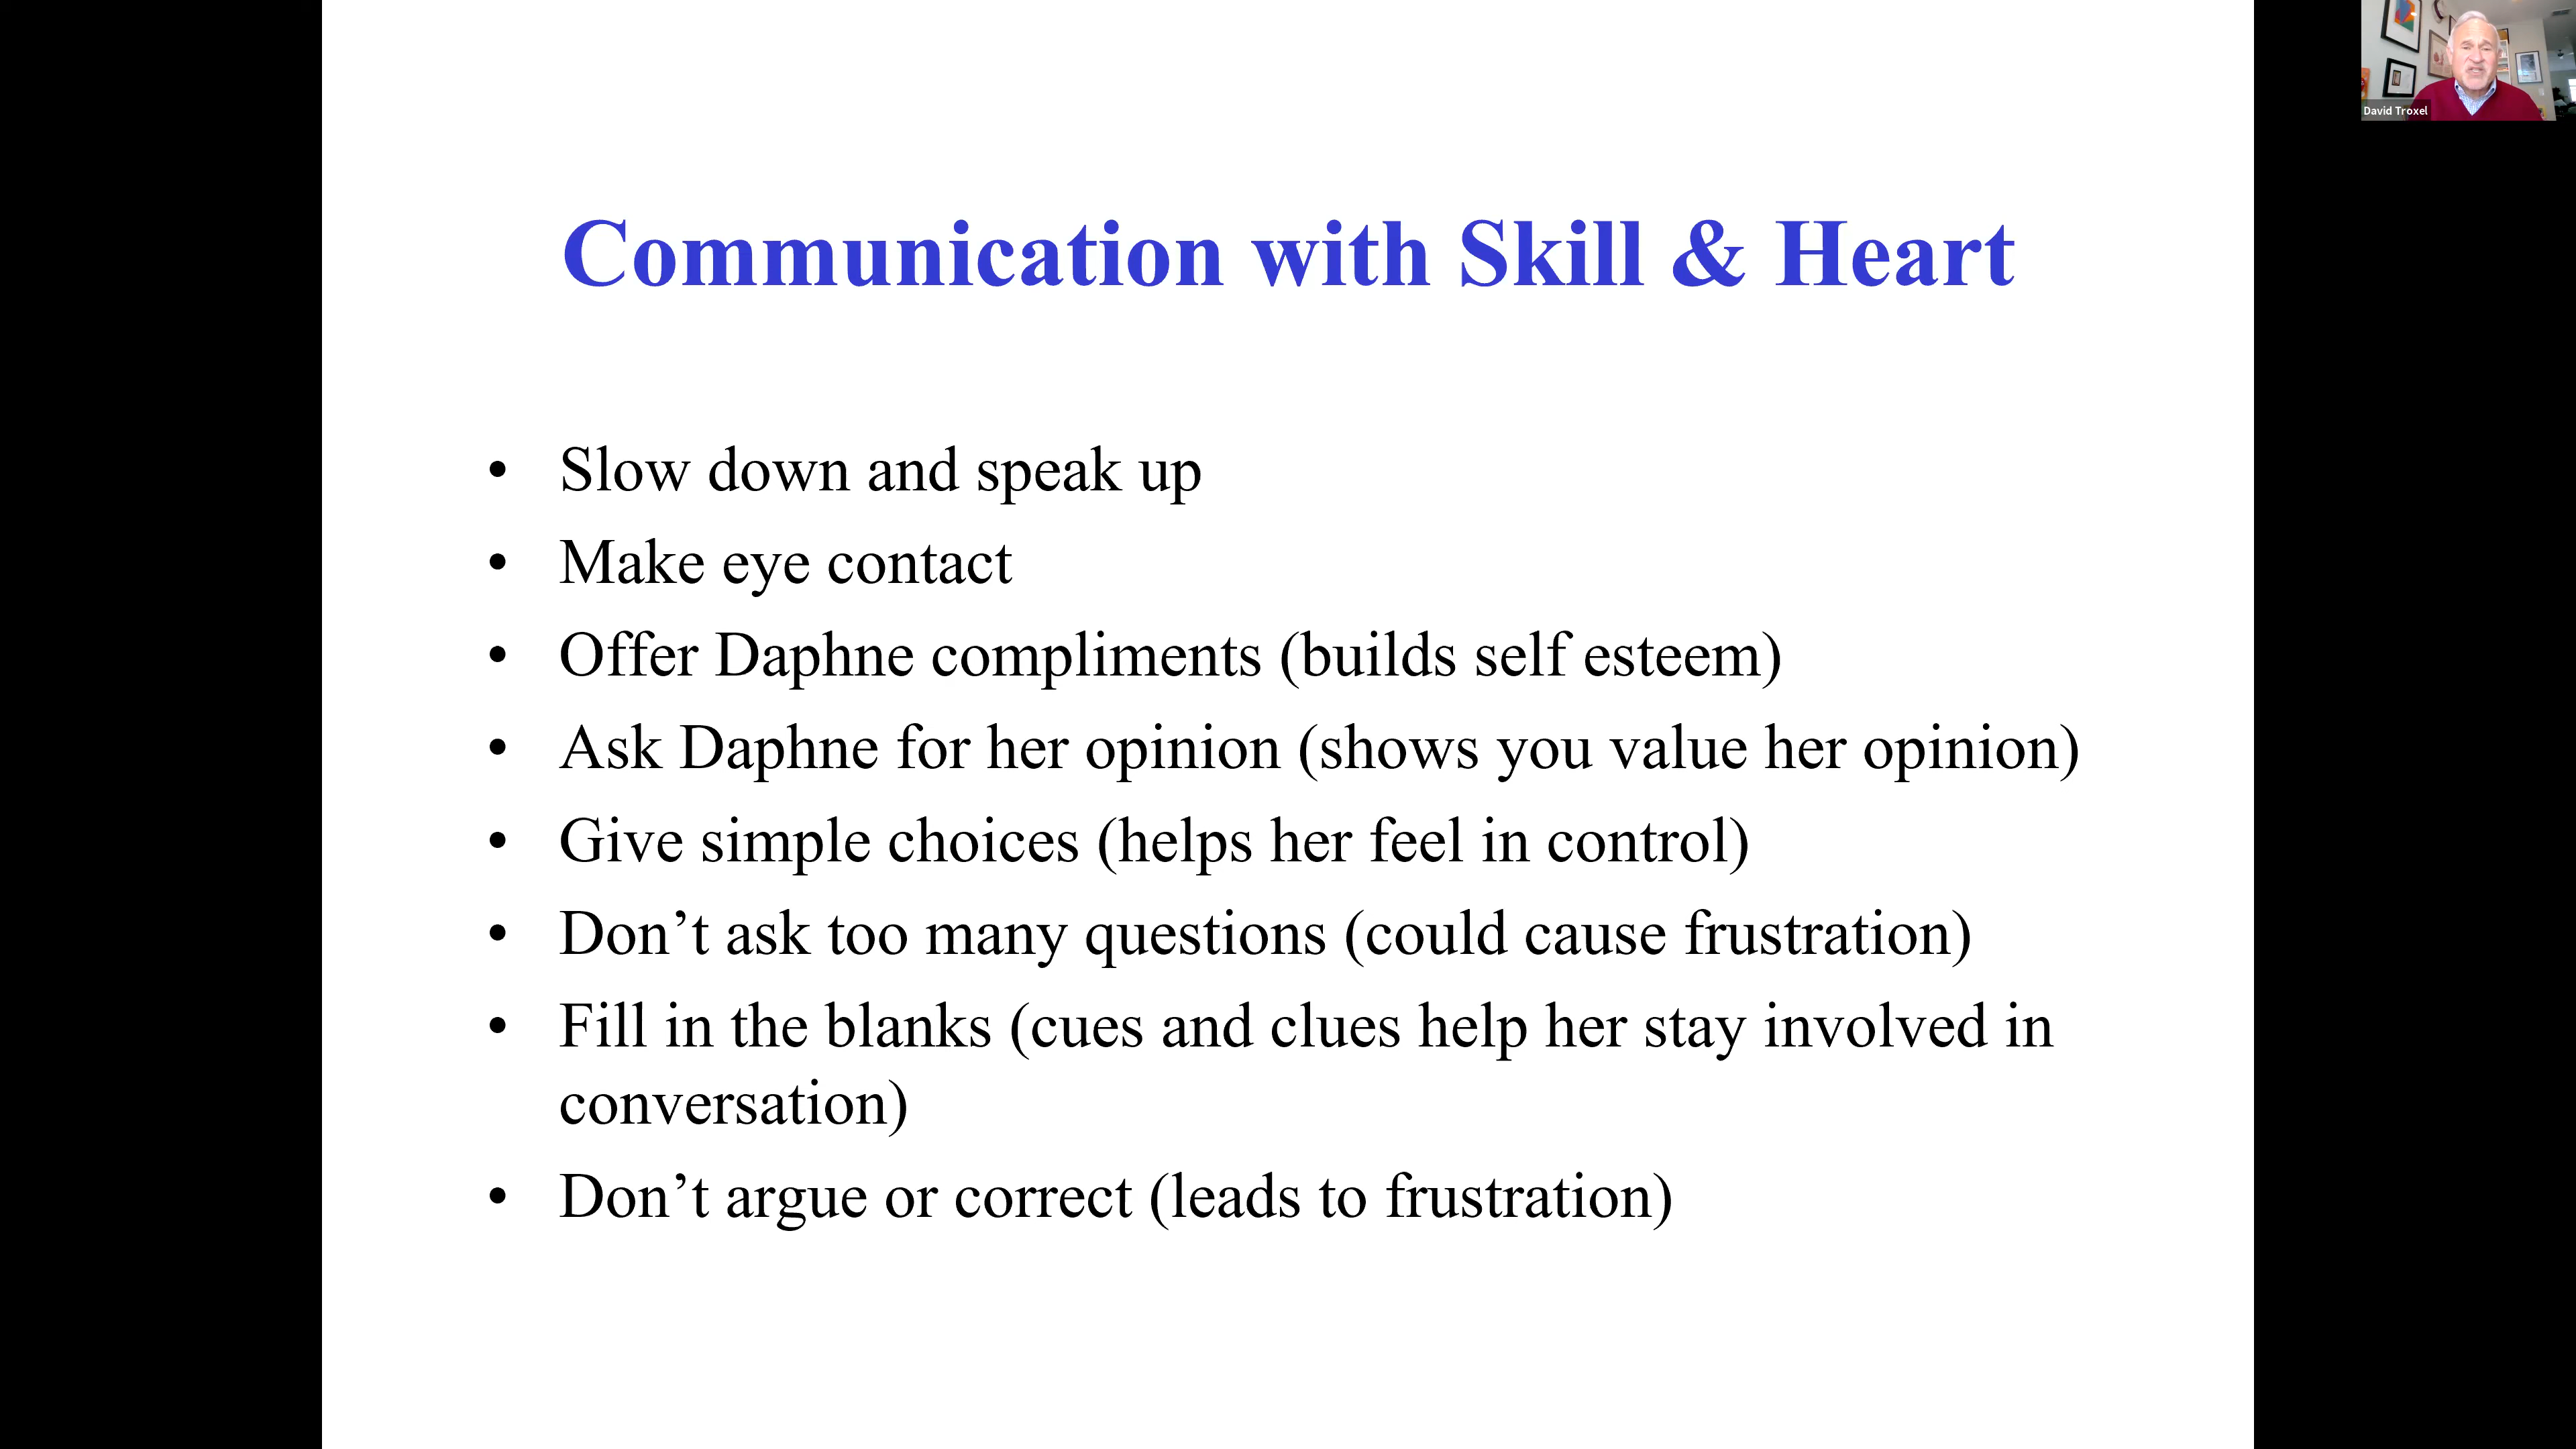 Communication with Skill & Heart
• Slow down and speak up
• Make eye contact
• Offer Daphne compliments (builds self esteem)
• Ask Daphne for her opinion (shows you value her opinion)
• Give simple choices (helps her feel in control)
• Don’t ask too many questions (could cause frustration)
• Fill in the blanks (cues and clues help her stay involved in
conversation)
• Don’t argue or correct (leads to frustration)
David Troxel